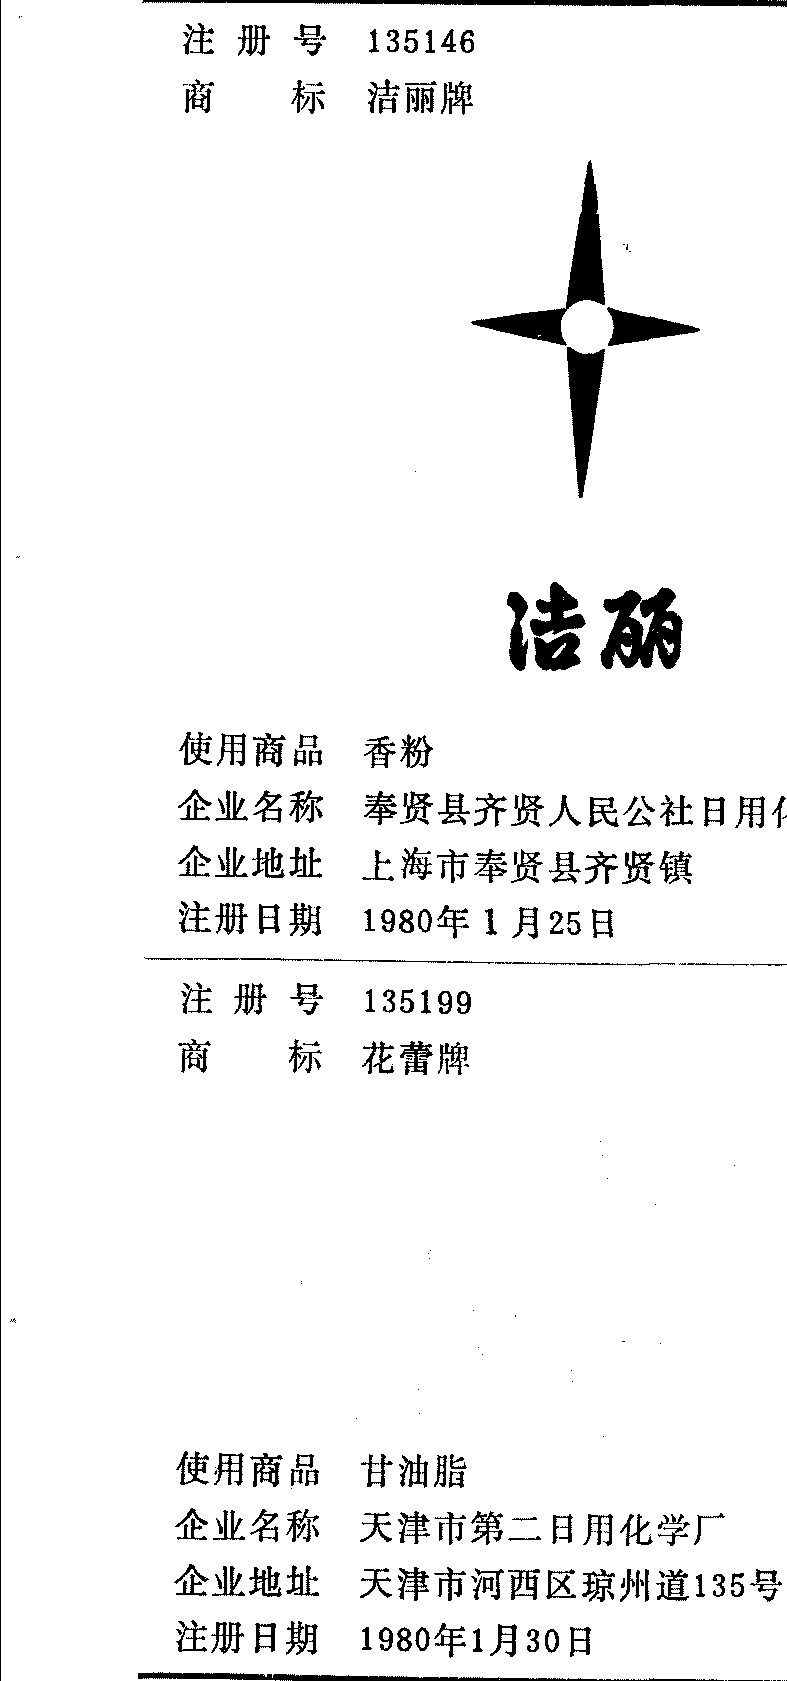 注册号 135146
商标 洁丽牌
洁丽
使用商品 香粉
企业名称 奉贤县齐贤人民公社日用
企业地址 上海市奉贤县齐贤镇
注册日期 1980年1月25日
注册号 135199
商标 花蕾牌
使用商品 甘油脂
企业名称 天津市第二日用化学厂
企业地址 天津市河西区琼州道135号
注册日期 1980年1月30日